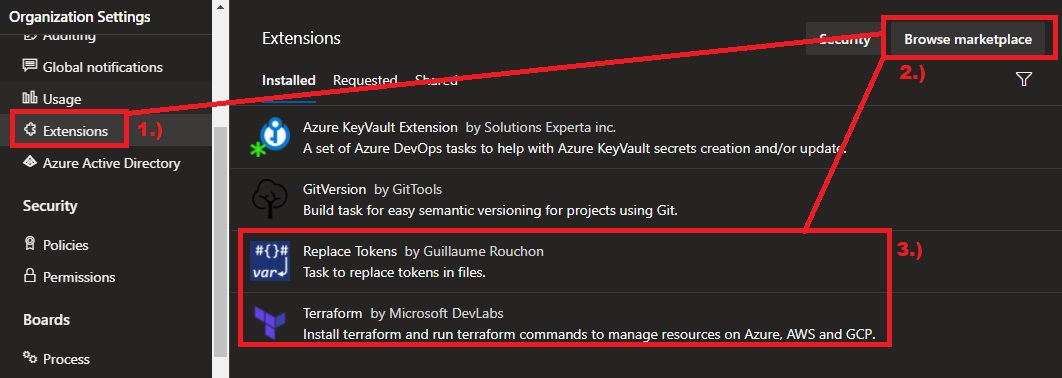 Organization Settings
Auditing
Global notifications
Usage
Extensions
1.)
Azure Active Directory
Security
Policies
Permissions
Boards
Process
Extensions
Security
Browse marketplace
2.)
Installed Requested Shared
Azure KeyVault Extension by Solutions Experta inc.
A set of Azure DevOps tasks to help with Azure KeyVault secrets creation and/or update.
GitVersion by GitTools
Build task for easy semantic versioning for projects using Git.
3.)
#{}#
var
Replace Tokens by Guillaume Rouchon
Task to replace tokens in files.
Terraform by Microsoft DevLabs
Install terraform and run terraform commands to manage resources on Azure, AWS and GCP.